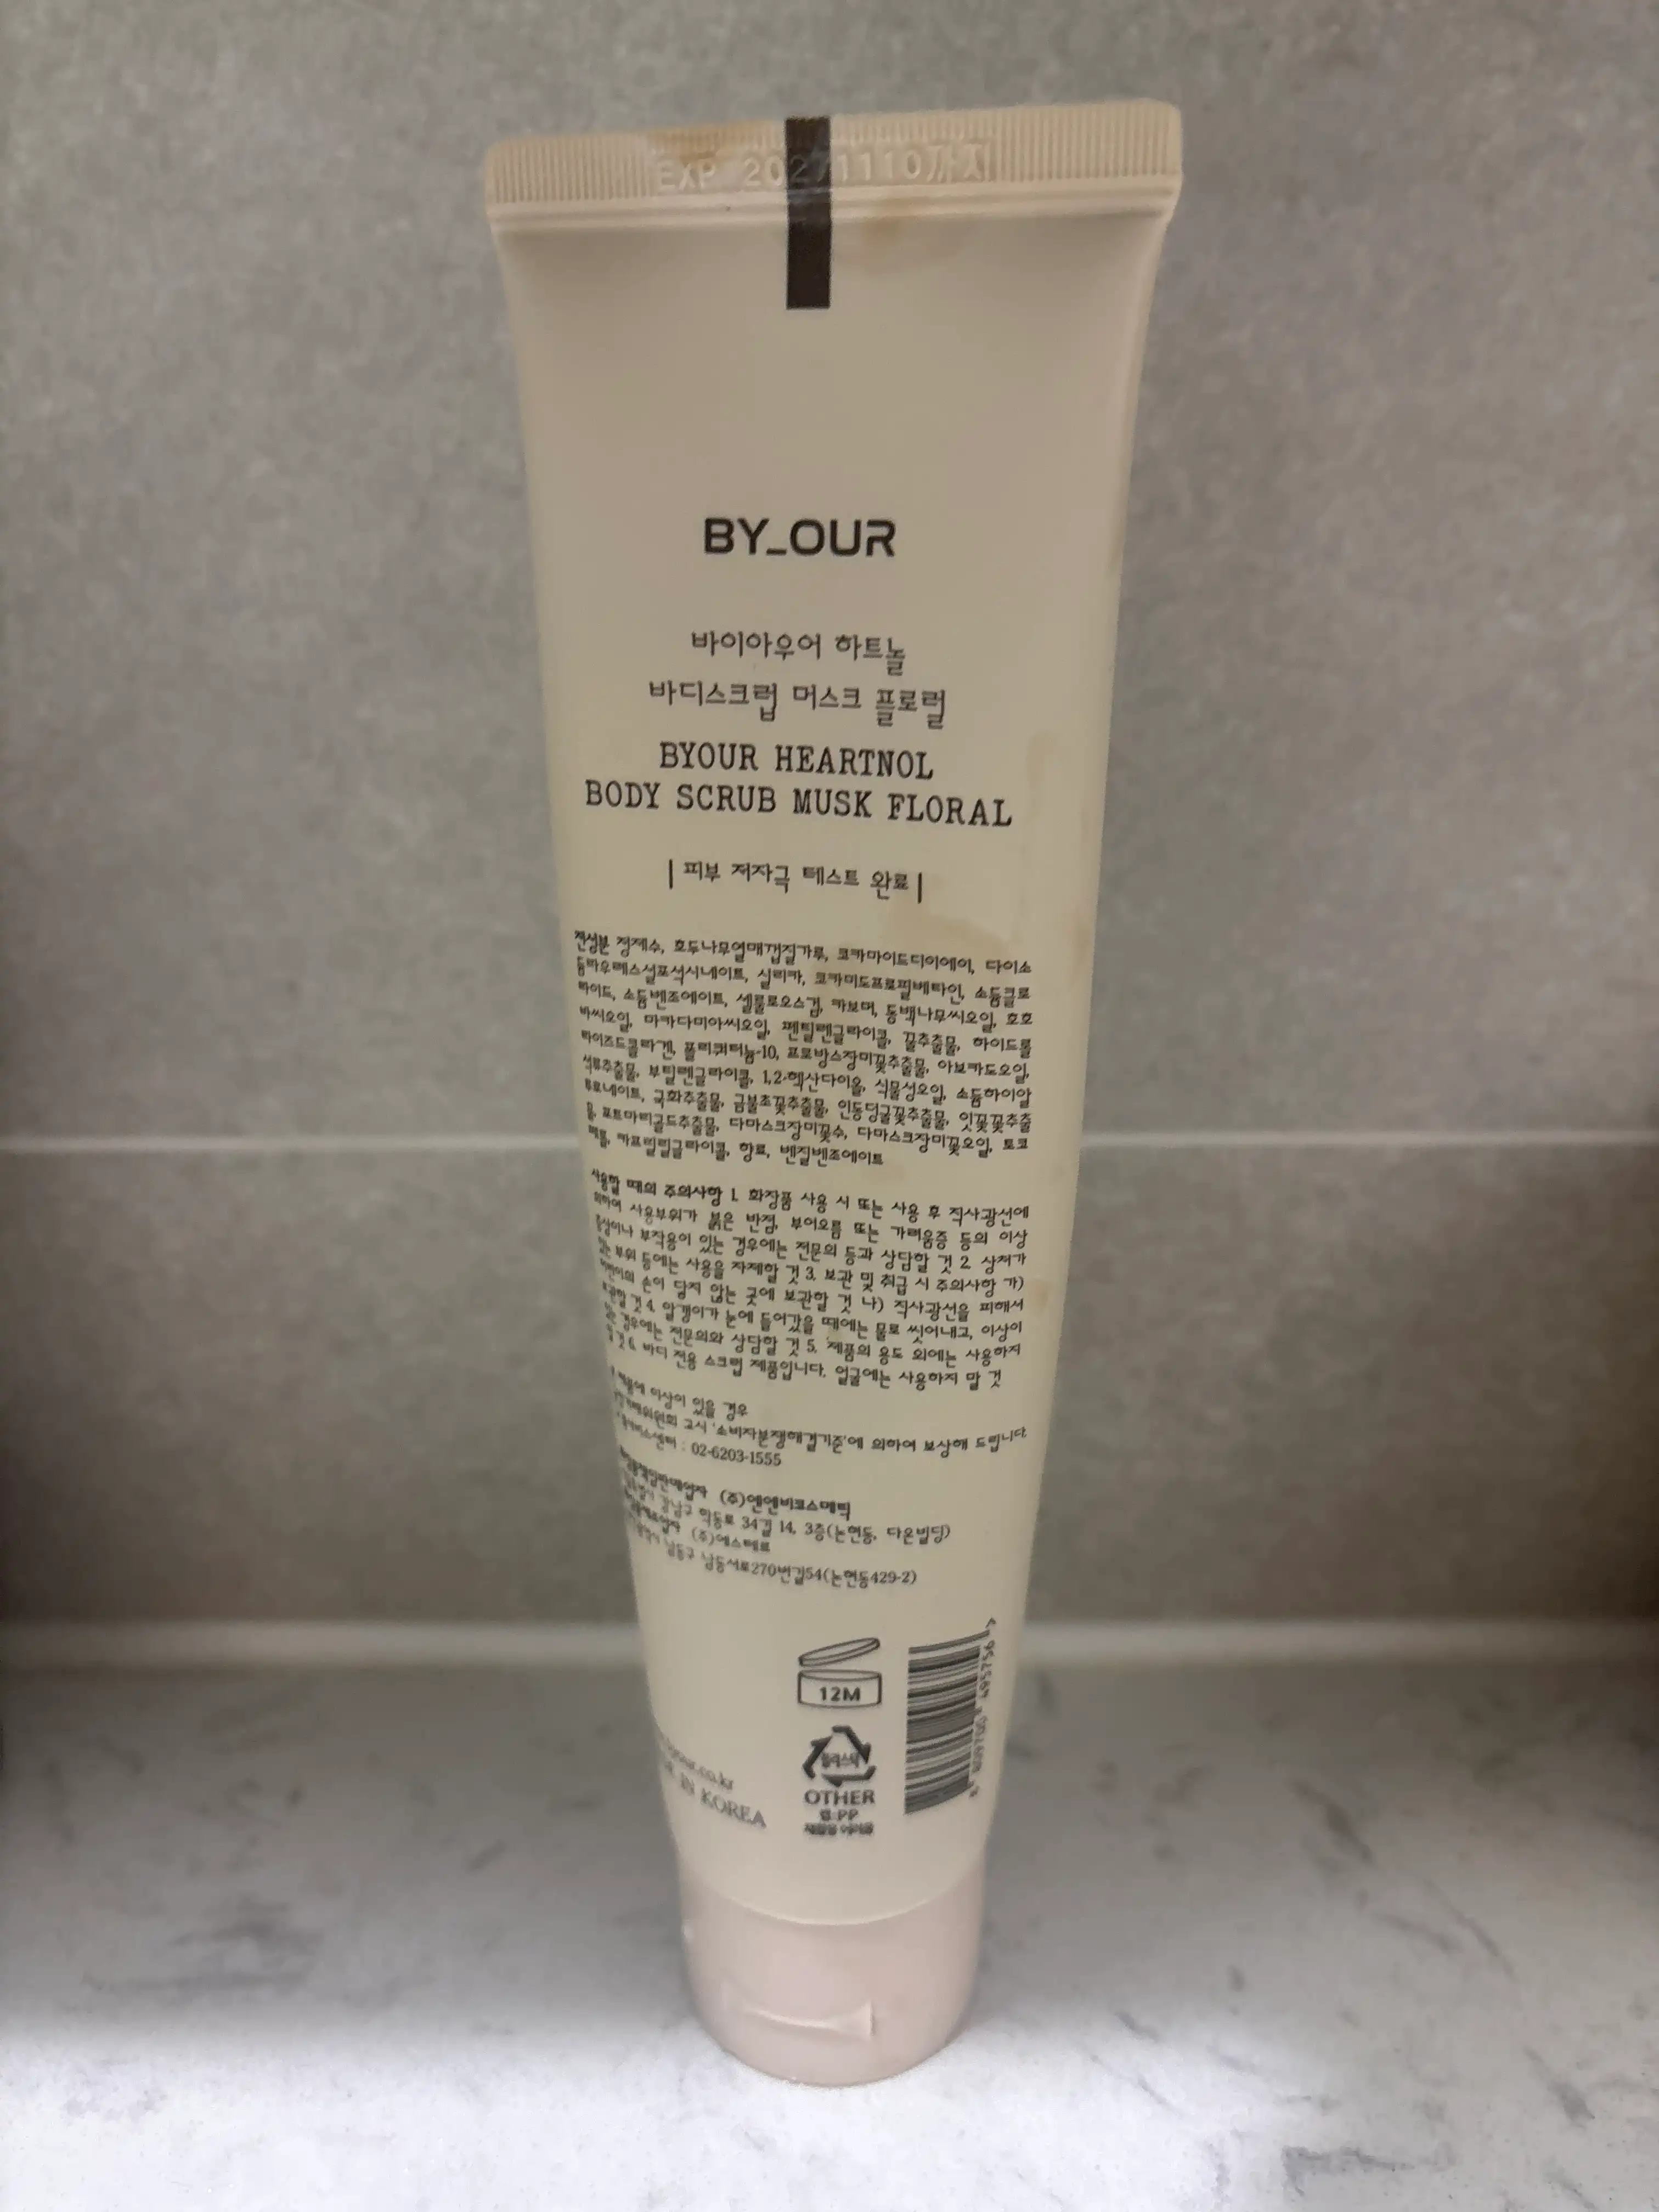 EXP 20271110까지
BY_OUR
바이아우어 하트놀
바디스크럽 머스크 플로럴
BYOUR HEARTNOL
BODY SCRUB MUSK FLORAL
| 피부 저자극 테스트 완료 |
전성분 정제수, 호두나무열매껍질가루, 코카마이드디이에이, 다이소
듐라우레스설포석시네이트, 실리카, 코카미도프로필베타인, 소듐클로
라이드, 소듐벤조에이트, 셀룰로오스검, 카보머, 동백나무씨오일, 호호
바씨오일, 마카다미아씨오일, 펜틸렌글라이콜, 꿀추출물, 하이드롤
라이즈드콜라겐, 폴리쿼터늄-10, 프로방스장미꽃추출물, 아보카도오일,
석류추출물, 부틸렌글라이콜, 1,2-헥산다이올, 식물성오일, 소듐하이알
루로네이트, 국화추출물, 금불초꽃추출물, 인동덩굴꽃추출물, 잇꽃꽃추출
물, 포트마리골드추출물, 다마스크장미꽃수, 다마스크장미꽃오일, 토코
페롤, 카프릴릴글라이콜, 향료, 벤질벤조에이트
사용할 때의 주의사항 1. 화장품 사용 시 또는 사용 후 직사광선에
의하여 사용부위가 붉은 반점, 부어오름 또는 가려움증 등의 이상
증상이나 부작용이 있는 경우에는 전문의 등과 상담할 것 2. 상처가
있는 부위 등에는 사용을 자제할 것 3. 보관 및 취급 시 주의사항 가)
어린이의 손이 닿지 않는 곳에 보관할 것 나) 직사광선을 피해서
보관할 것 4. 알갱이가 눈에 들어갔을 때에는 물로 씻어내고, 이상이
있는 경우에는 전문의와 상담할 것 5. 제품의 용도 외에는 사용하지
말 것 6. 바디 전용 스크럽 제품입니다. 얼굴에는 사용하지 말 것
제품에 이상이 있을 경우
고시 '소비자분쟁해결기준'에 의하여 보상해 드립니다.
: 02-6203-1555
(주)엔앤비코스메틱
강남구 학동로 34길 14, 3층(논현동, 다온빌딩)
(주)에스테르
남동구 남동서로270번길54(논현동429-2)
12M
플라스틱
OTHER
캡:PP
재활용 어려움
IN KOREA